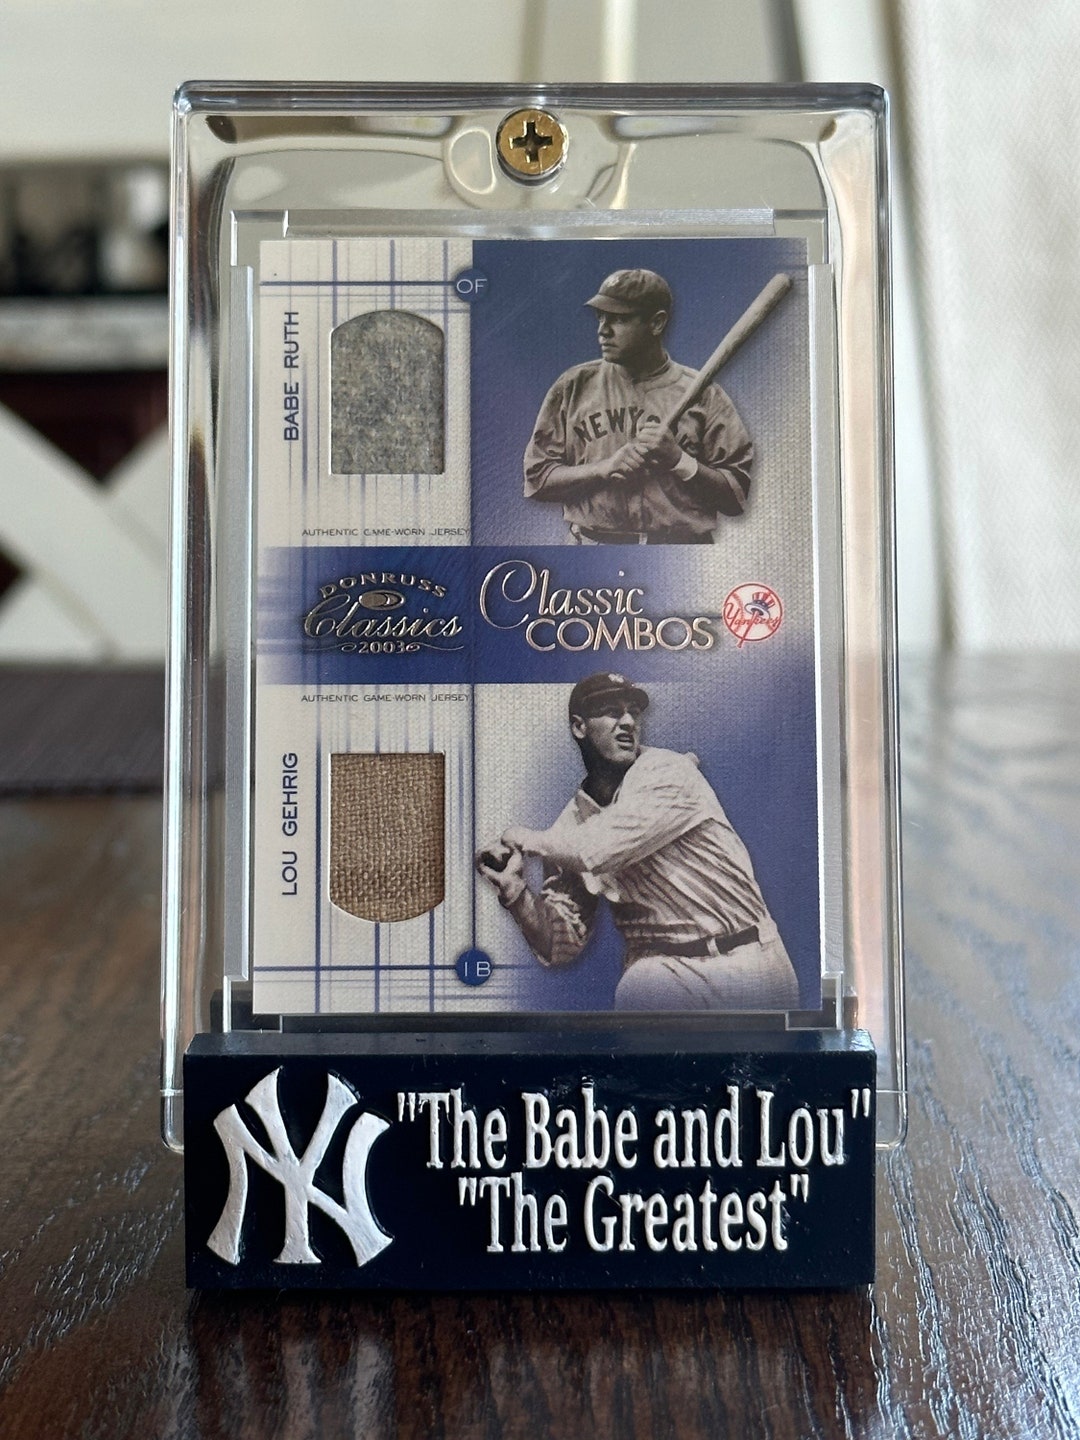 OF
BABE RUTH
NEW YO
AUTHENTIC GAME-WORN JERSEY
DONRUSS
Classics
2003
Classic
COMBOS
Yankees
AUTHENTIC GAME-WORN JERSEY
LOU GEHRIG
1B
NY
"The Babe and Lou"
"The Greatest"